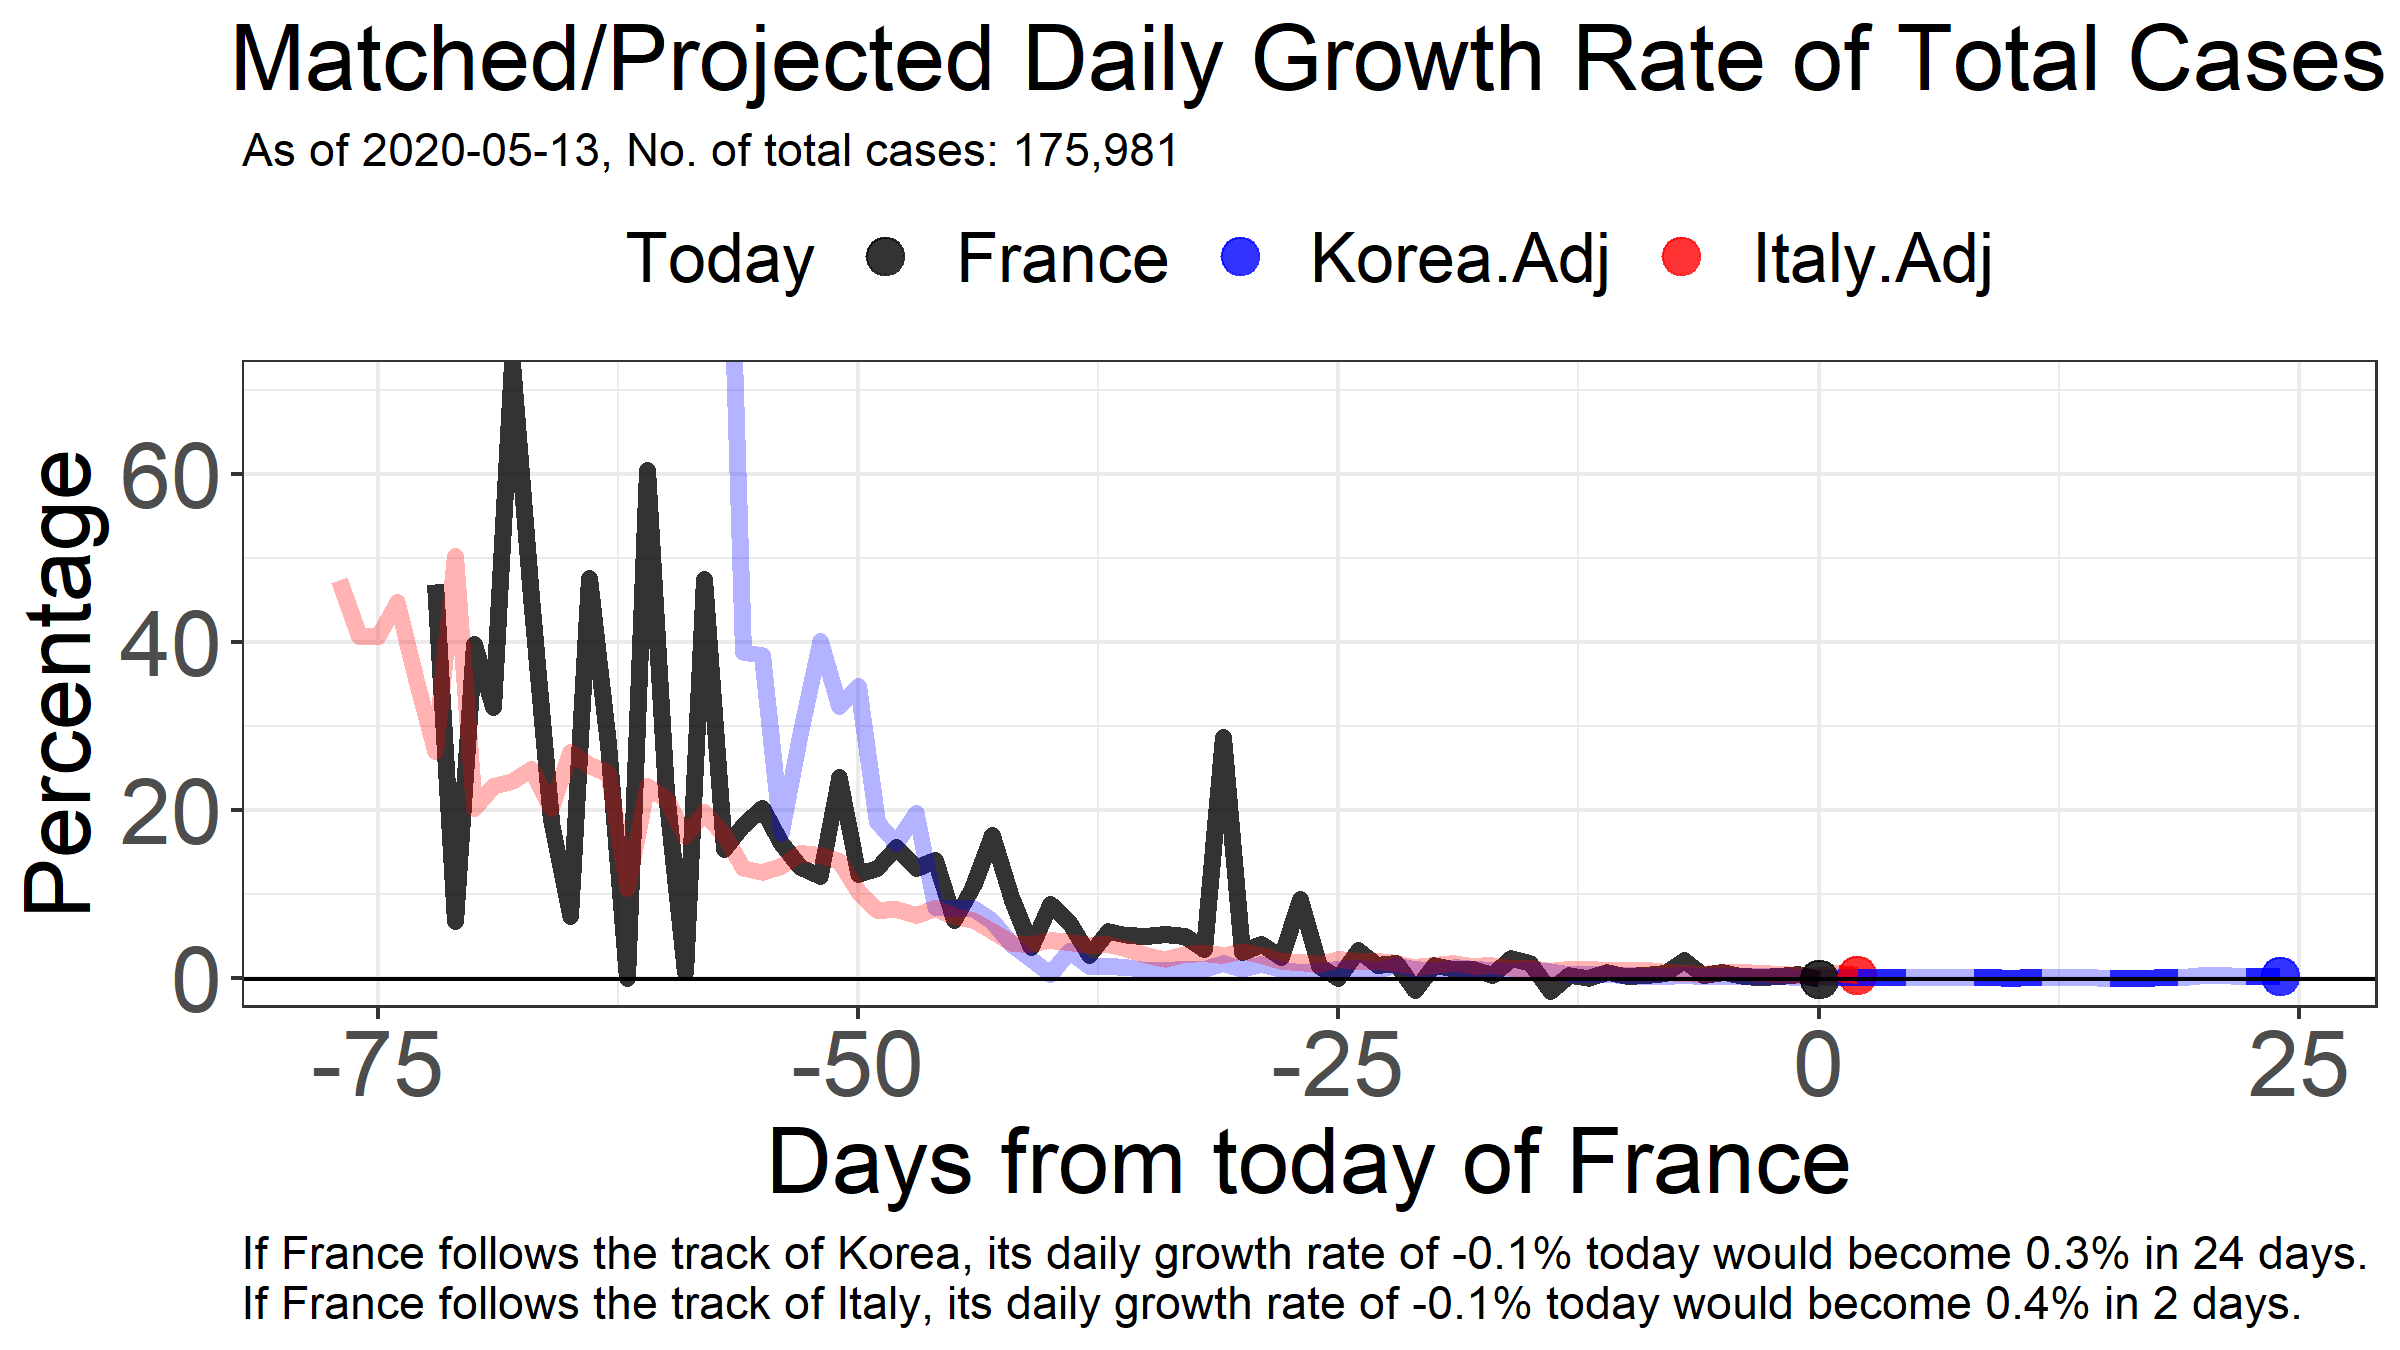 Matched/Projected Daily Growth Rate of Total Cases
As of 2020-05-13, No. of total cases: 175,981
Today France Korea.Adj Italy.Adj
Percentage
60
40
20
0
-75 -50 -25 0 25
Days from today of France
If France follows the track of Korea, its daily growth rate of -0.1% today would become 0.3% in 24 days.
If France follows the track of Italy, its daily growth rate of -0.1% today would become 0.4% in 2 days.